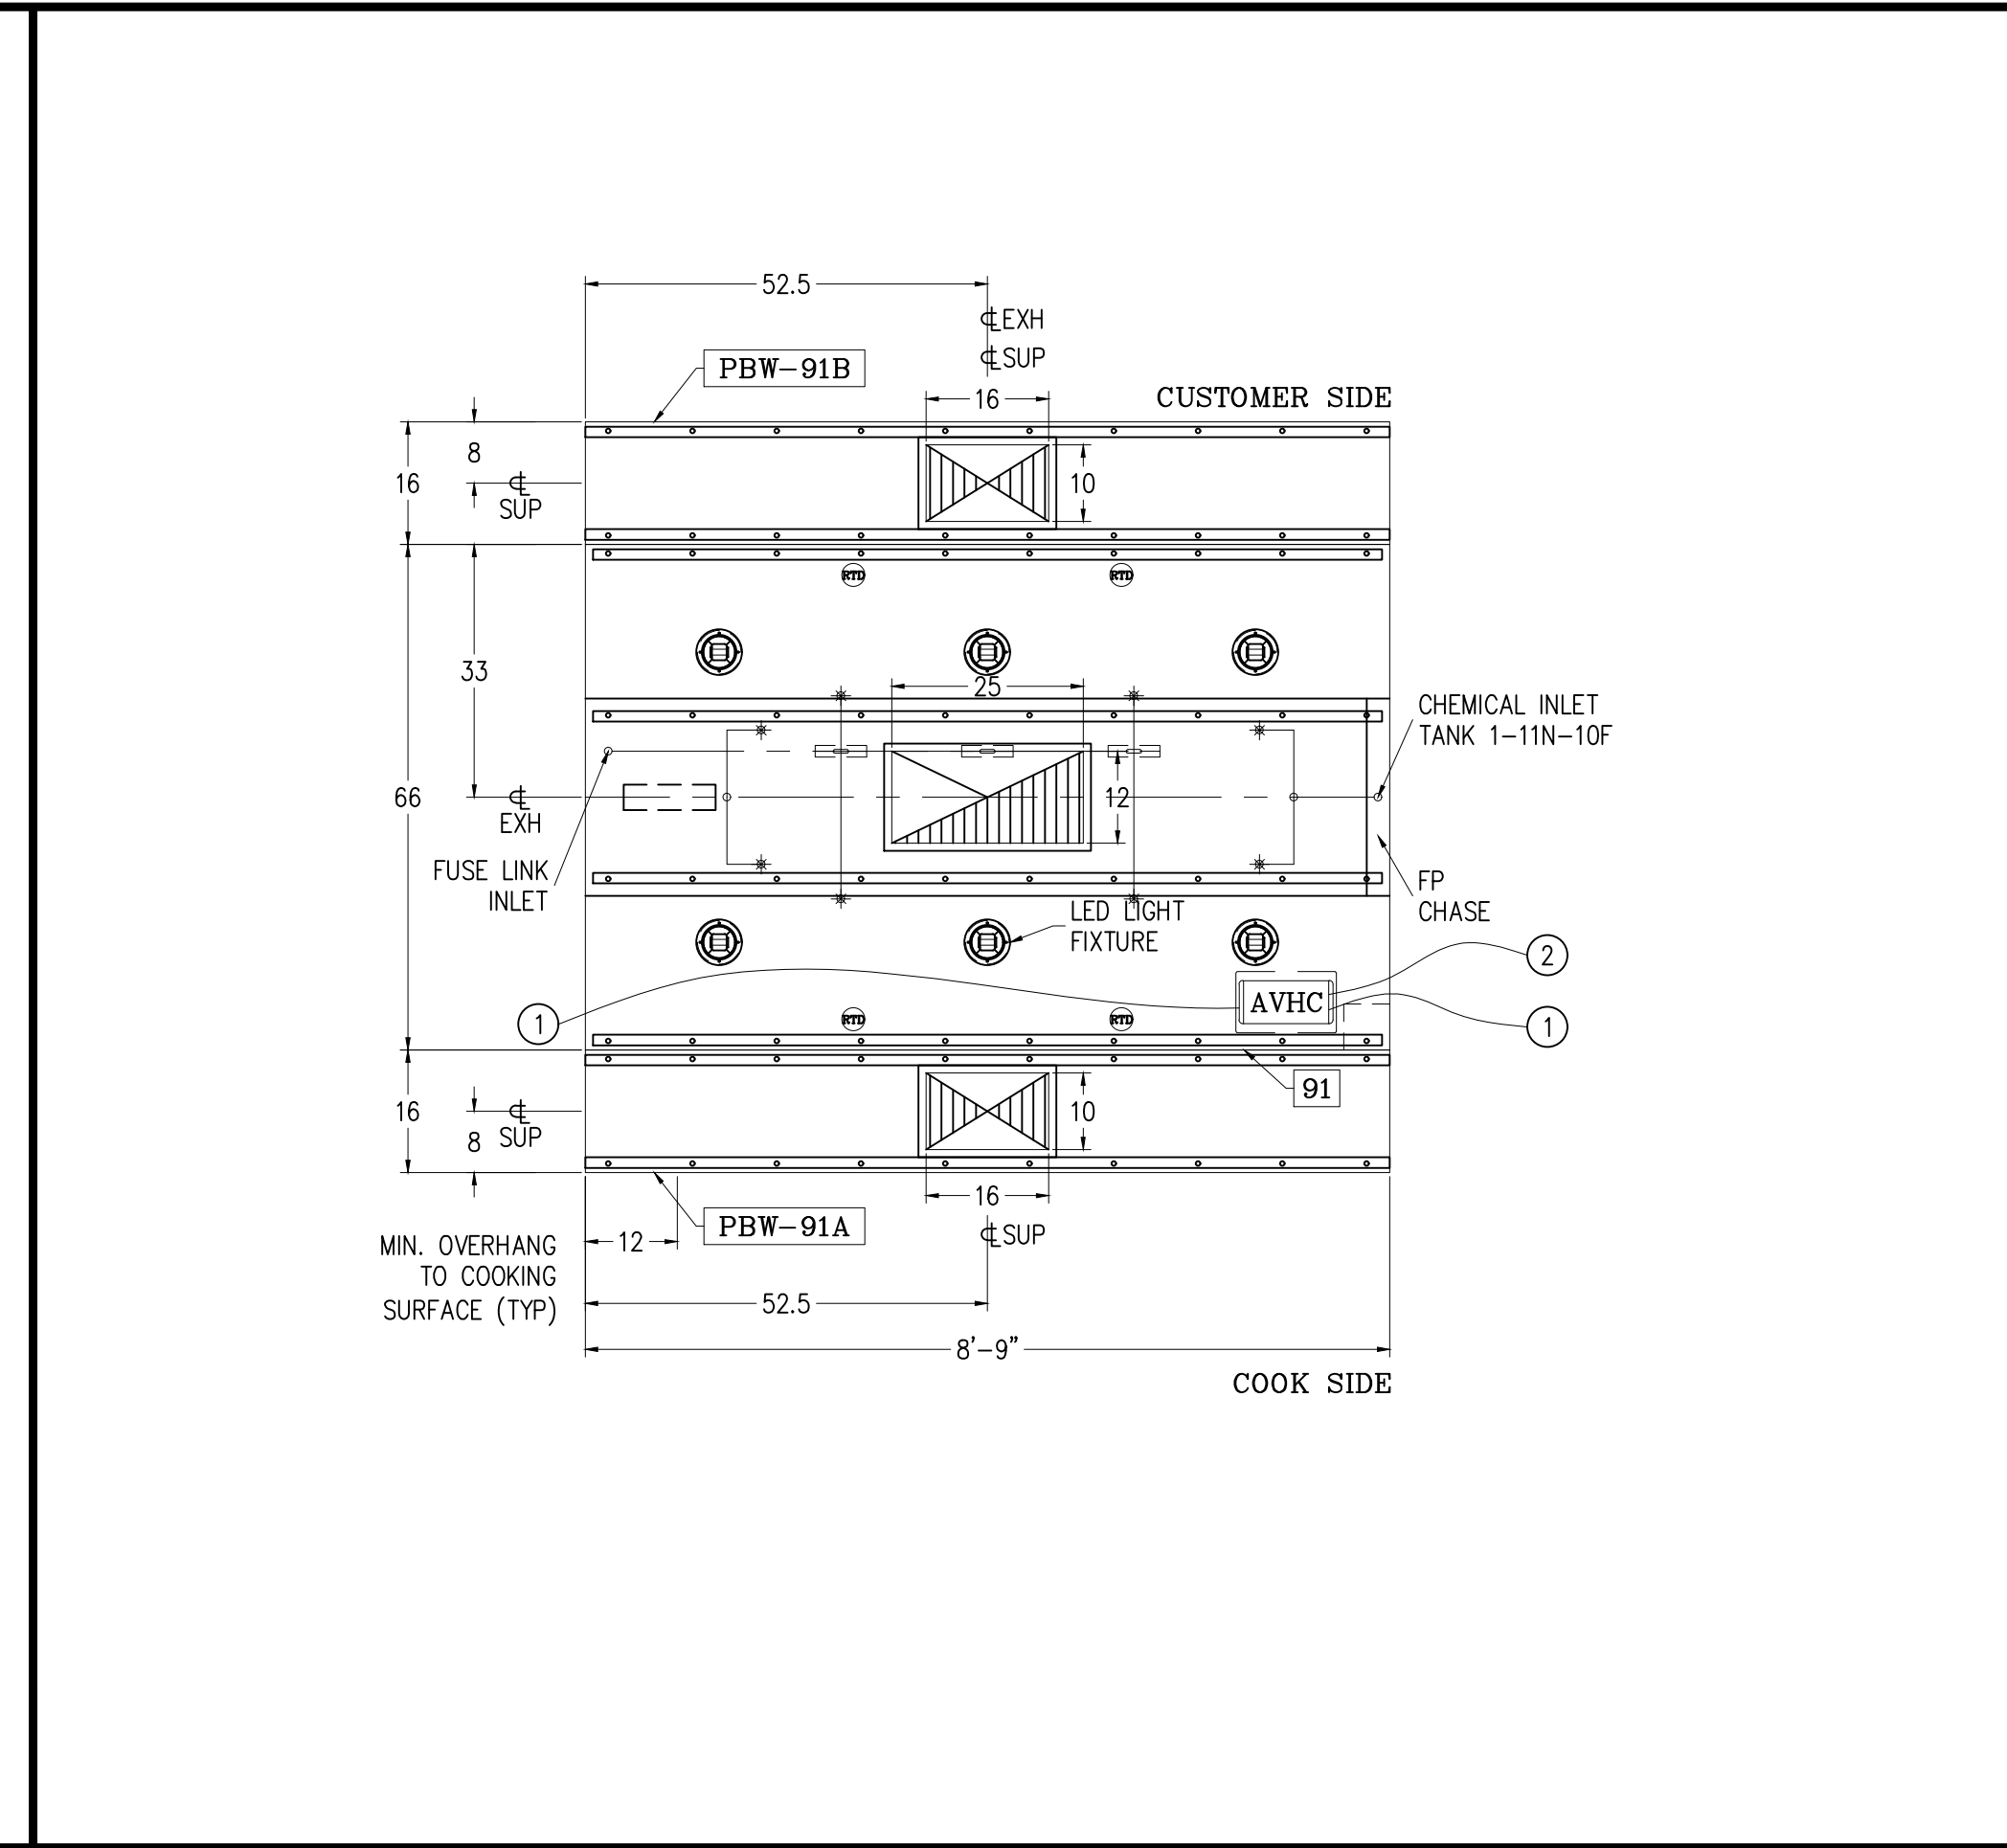 52.5
℄EXH
℄SUP
PBW-91B
16
CUSTOMER SIDE
8
16
℄
SUP
10
RTD
RTD
33
25
CHEMICAL INLET
TANK 1-11N-10F
66
℄
EXH
12
FUSE LINK
INLET
FP
CHASE
LED LIGHT
FIXTURE
2
AVHC
1
RTD
RTD
1
91
16
℄
SUP
8
10
16
PBW-91A
℄SUP
12
MIN. OVERHANG
TO COOKING
SURFACE (TYP)
52.5
8'-9"
COOK SIDE